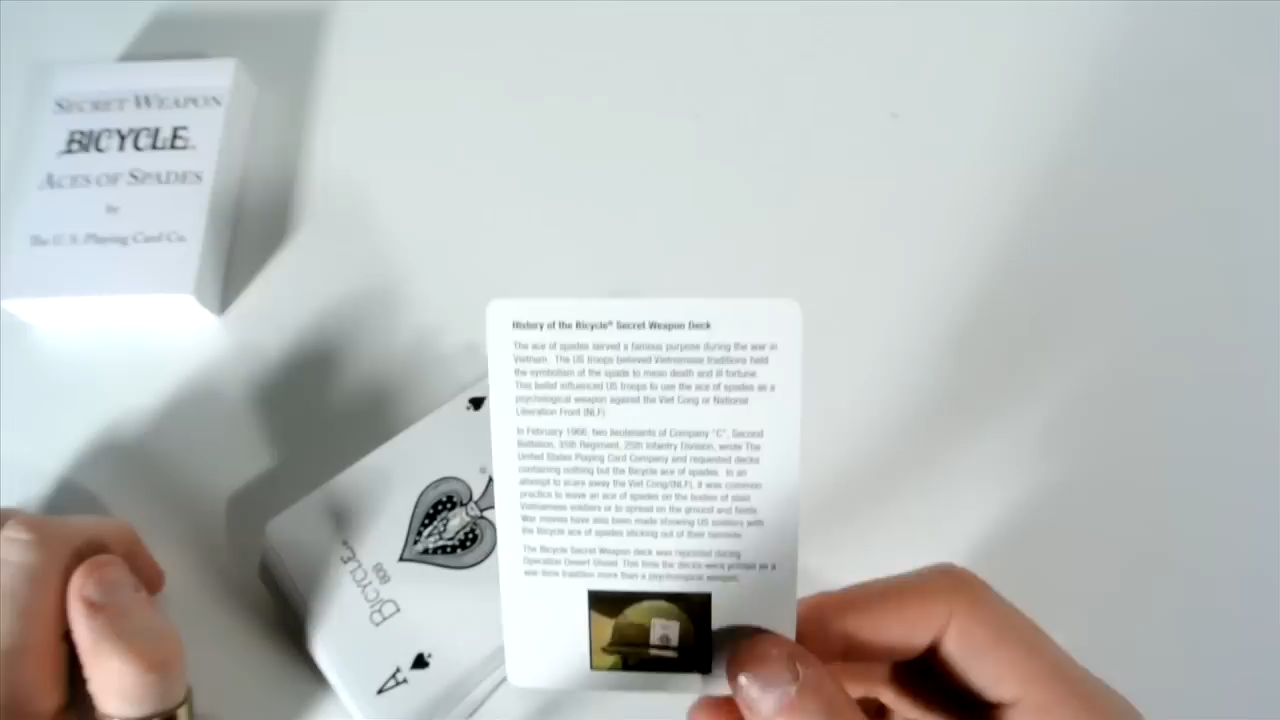 SECRET WEAPON
BICYCLE
ACES OF SPADES
by
The U. S. Playing Card Co.
History of the Bicycle® Secret Weapon Deck
The ace of spades served a famous purpose during the war in
Vietnam. The US troops believed Vietnamese traditions held
the symbolism of the spade to mean death and ill fortune.
This belief influenced US troops to use the ace of spades as a
psychological weapon against the Viet Cong or National
Liberation Front (NLF).
In February 1966, two lieutenants of Company "C", Second
Battalion, 35th Regiment, 25th Infantry Division, wrote The
United States Playing Card Company and requested decks
containing nothing but the Bicycle ace of spades. In an
attempt to scare away the Viet Cong/(NLF), it was common
practice to leave an ace of spades on the bodies of slain
Vietnamese soldiers or to spread on the ground and fields.
War movies have also been made showing US soldiers with
the Bicycle ace of spades sticking out of their helmets.
The Bicycle Secret Weapon deck was reprinted during
Operation Desert Shield. This time the decks were printed as a
war-time tradition more than a psychological weapon.
BICYCLE
808
A